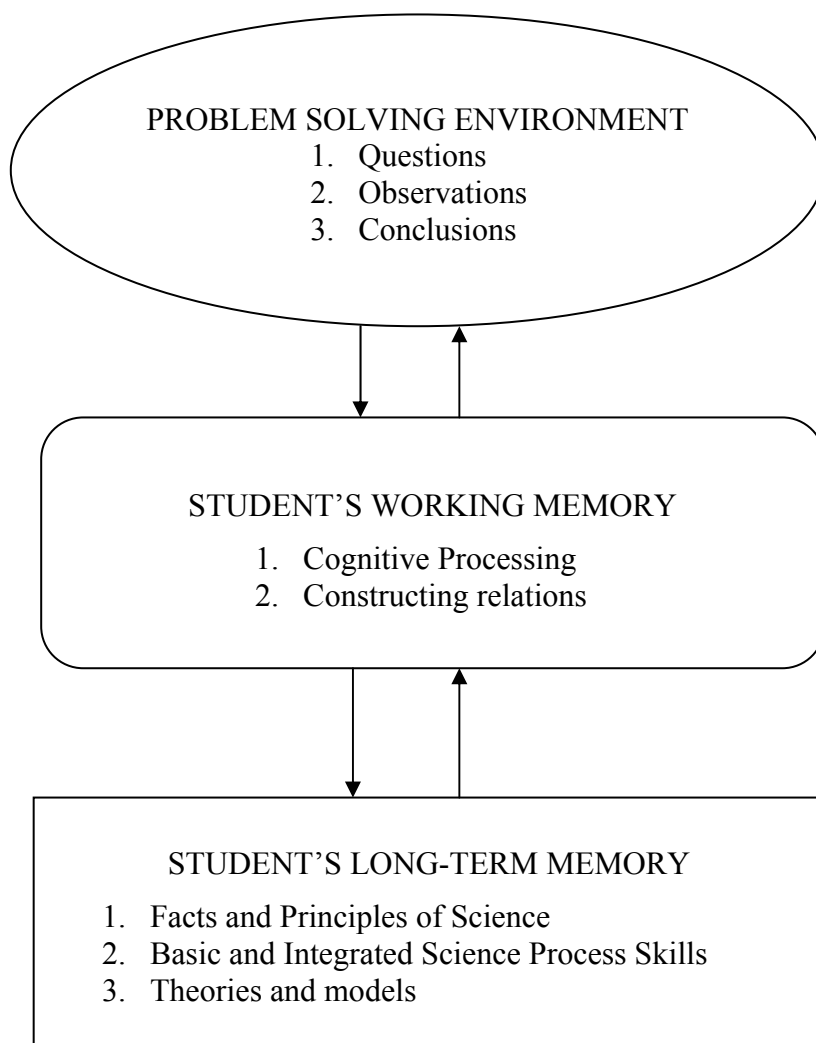 PROBLEM SOLVING ENVIRONMENT
1. Questions
2. Observations
3. Conclusions
STUDENT’S WORKING MEMORY
1. Cognitive Processing
2. Constructing relations
STUDENT’S LONG-TERM MEMORY
1. Facts and Principles of Science
2. Basic and Integrated Science Process Skills
3. Theories and models